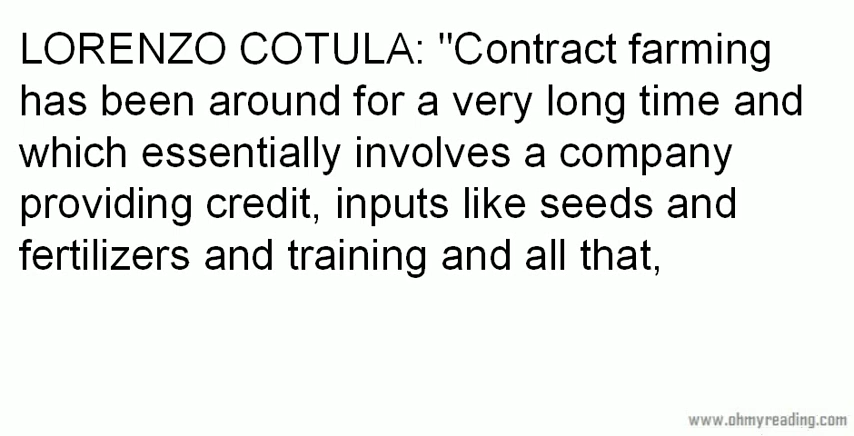 LORENZO COTULA: "Contract farming
has been around for a very long time and
which essentially involves a company
providing credit, inputs like seeds and
fertilizers and training and all that,
www.ohmyreading.com